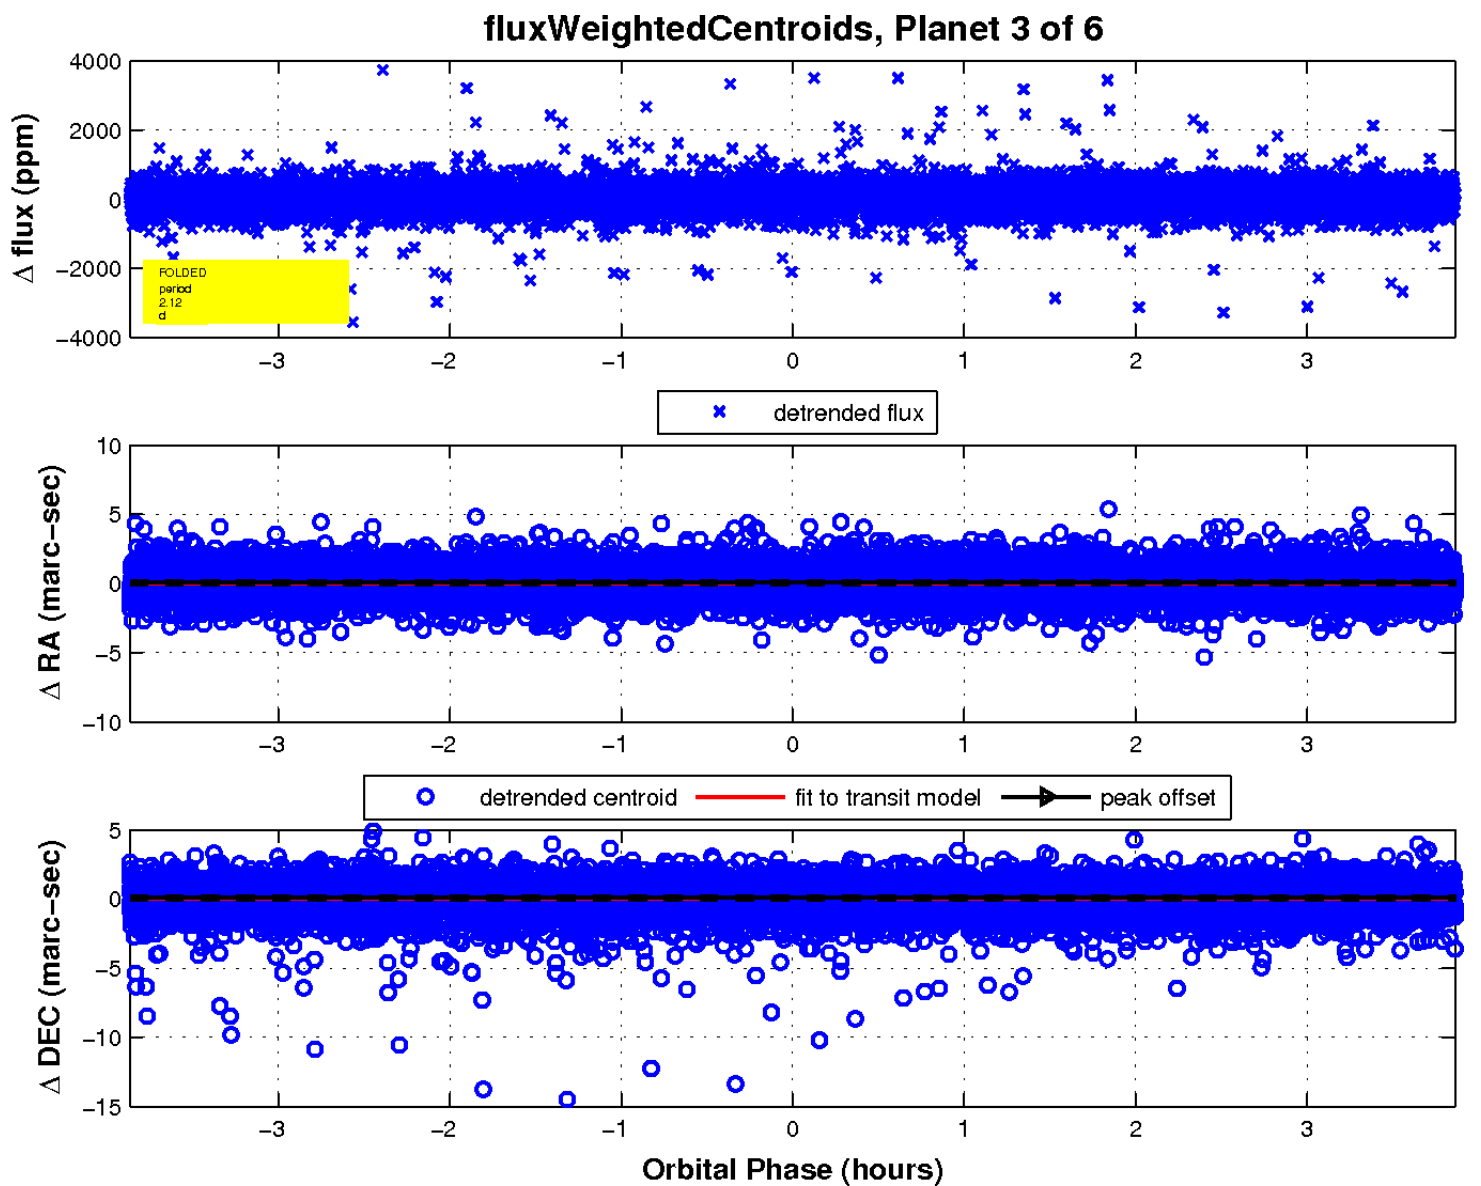 fluxWeightedCentroids, Planet 3 of 6
Δ flux (ppm)
4000
2000
0
−2000
−4000
FOLDED
period
2.12
d
−3 −2 −1 0 1 2 3
detrended flux
Δ RA (marc−sec)
10
5
0
−5
−10
−3 −2 −1 0 1 2 3
detrended centroid fit to transit model peak offset
Δ DEC (marc−sec)
5
0
−5
−10
−15
−3 −2 −1 0 1 2 3
Orbital Phase (hours)